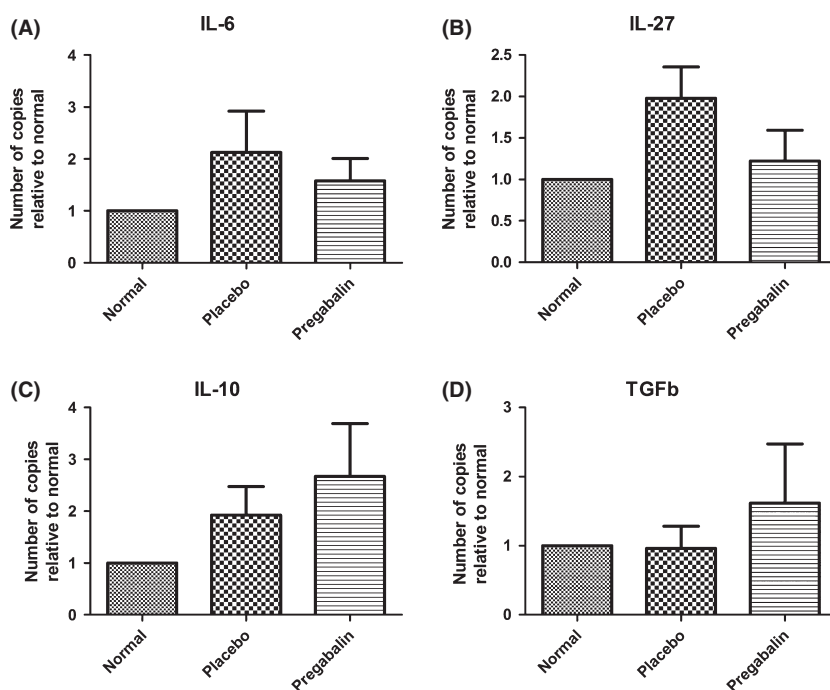 (A)
IL-6
Number of copies
relative to normal
4
3
2
1
0
Normal
Placebo
Pregabalin
(B)
IL-27
Number of copies
relative to normal
2.5
2.0
1.5
1.0
0.5
0.0
Normal
Placebo
Pregabalin
(C)
IL-10
Number of copies
relative to normal
4
3
2
1
0
Normal
Placebo
Pregabalin
(D)
TGFb
Number of copies
relative to normal
3
2
1
0
Normal
Placebo
Pregabalin